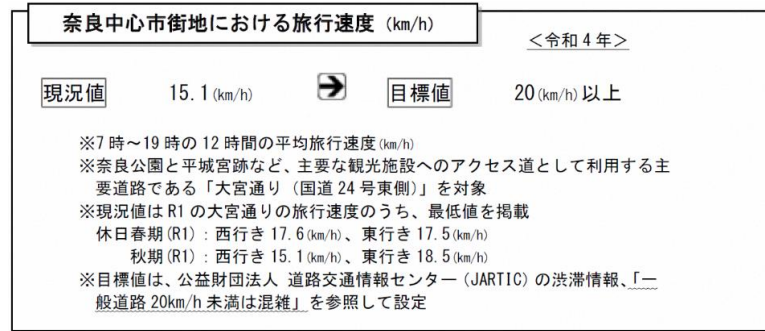 奈良中心市街地における旅行速度(km/h)
＜令和4年＞
現況値 15.1(km/h) ➔ 目標値 20(km/h)以上
※7時～19時の12時間の平均旅行速度(km/h)
※奈良公園と平城宮跡など、主要な観光施設へのアクセス道として利用する主
要道路である「大宮通り（国道24号東側）」を対象
※現況値はR1の大宮通りの旅行速度のうち、最低値を掲載
休日春期(R1)：西行き17.6(km/h)、東行き17.5(km/h)
秋期(R1)：西行き15.1(km/h)、東行き18.5(km/h)
※目標値は、公益財団法人 道路交通情報センター(JARTIC)の渋滞情報、「一
般道路20km/h未満は混雑」を参照して設定